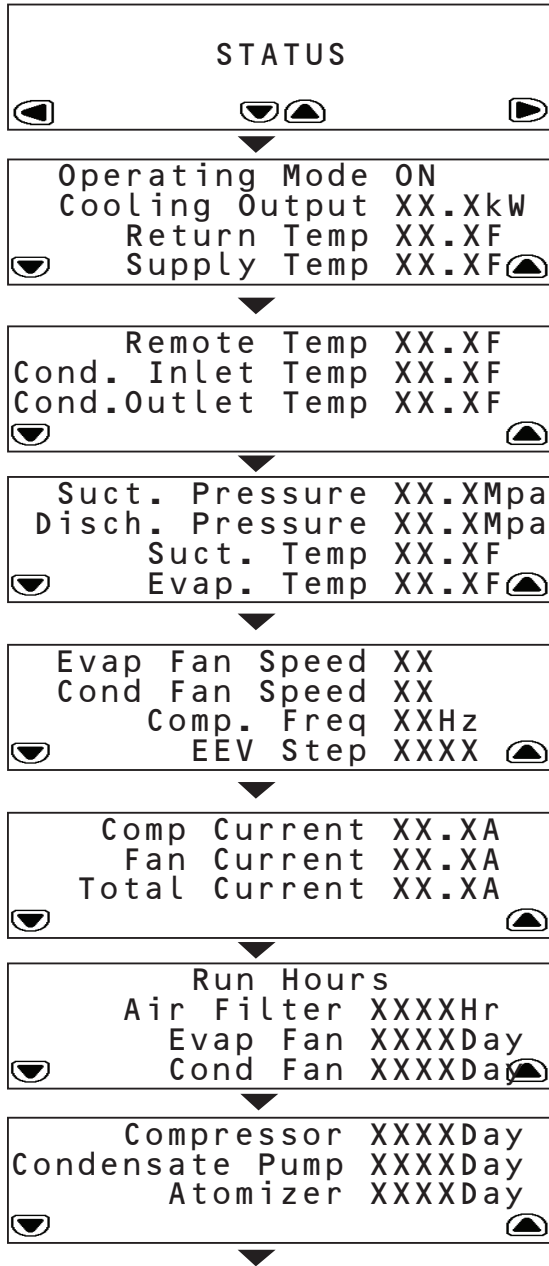 STATUS
Operating Mode ON
Cooling Output XX.XkW
Return Temp XX.XF
Supply Temp XX.XF
Remote Temp XX.XF
Cond. Inlet Temp XX.XF
Cond.Outlet Temp XX.XF
Suct. Pressure XX.XMpa
Disch. Pressure XX.XMpa
Suct. Temp XX.XF
Evap. Temp XX.XF
Evap Fan Speed XX
Cond Fan Speed XX
Comp. Freq XXHz
EEV Step XXXX
Comp Current XX.XA
Fan Current XX.XA
Total Current XX.XA
Run Hours
Air Filter XXXXHr
Evap Fan XXXXDay
Cond Fan XXXXDay
Compressor XXXXDay
Condensate Pump XXXXDay
Atomizer XXXXDay